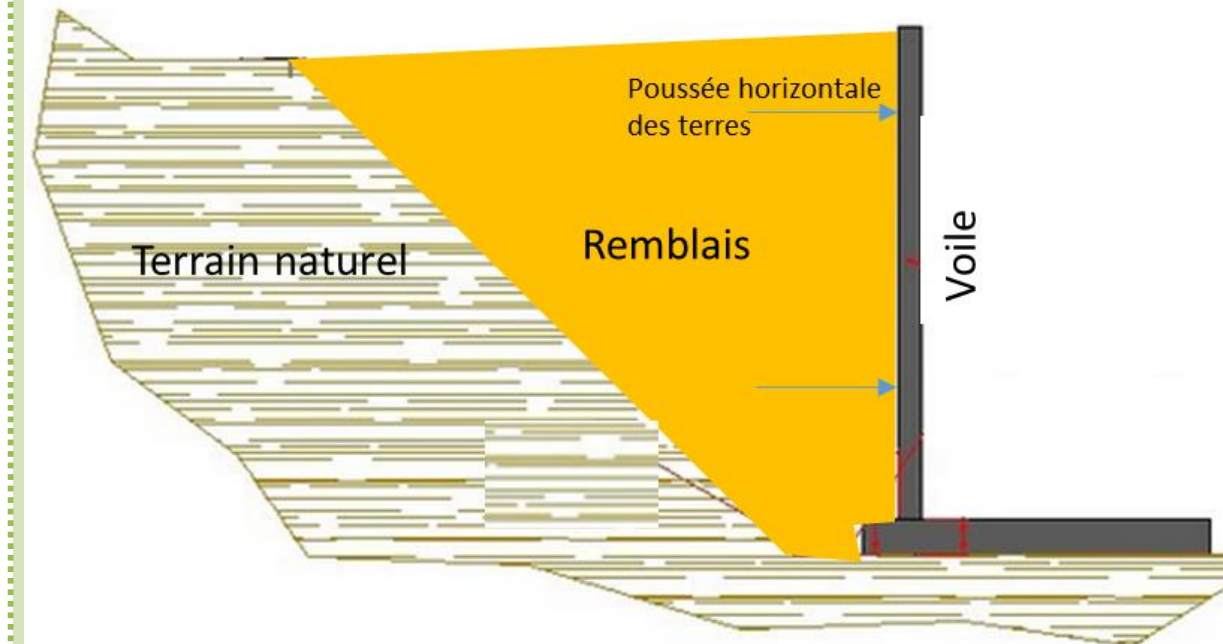 Poussée horizontale
des terres
Terrain naturel
Remblais
Voile